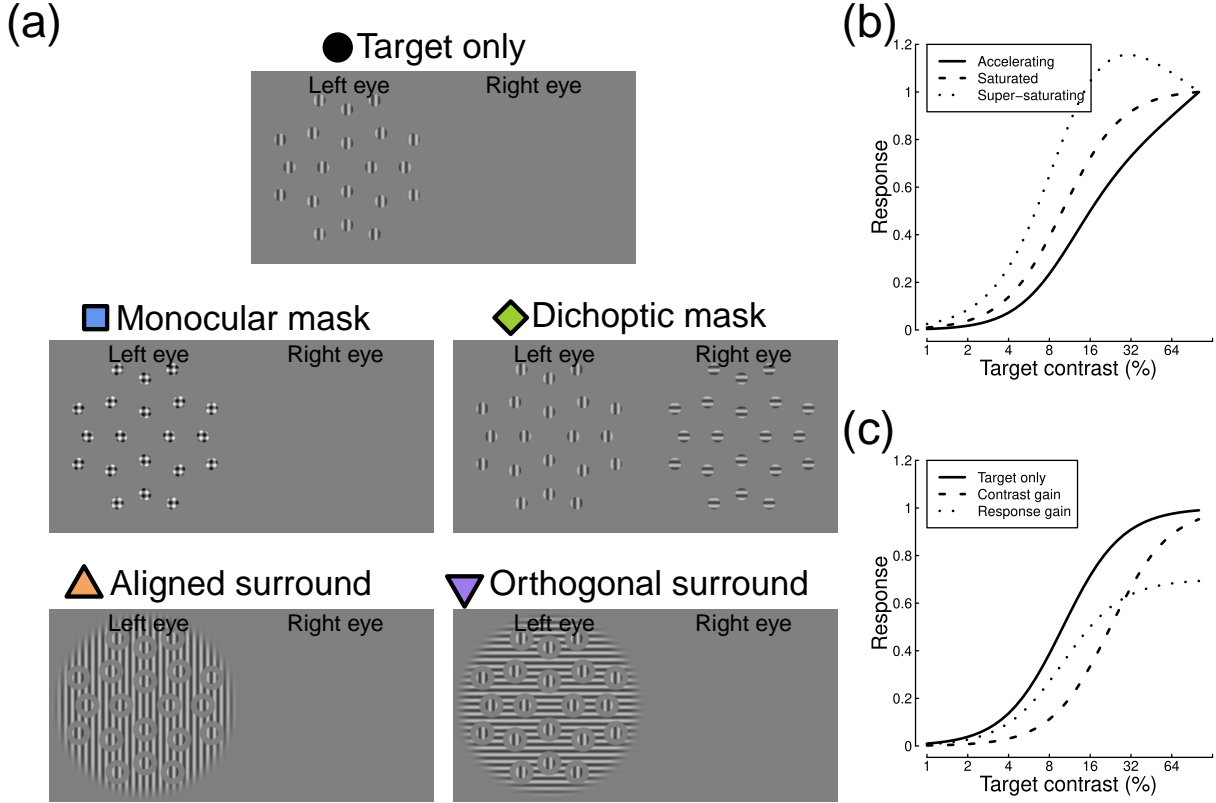 (a)
Target only
Left eye Right eye
Monocular mask
Left eye Right eye
Dichoptic mask
Left eye Right eye
Aligned surround
Left eye Right eye
Orthogonal surround
Left eye Right eye
(b)
Response
1.2
1
0.8
0.6
0.4
0.2
0
Accelerating
Saturated
Super−saturating
1 2 4 8 16 32 64
Target contrast (%)
(c)
Response
1.2
1
0.8
0.6
0.4
0.2
0
Target only
Contrast gain
Response gain
1 2 4 8 16 32 64
Target contrast (%)